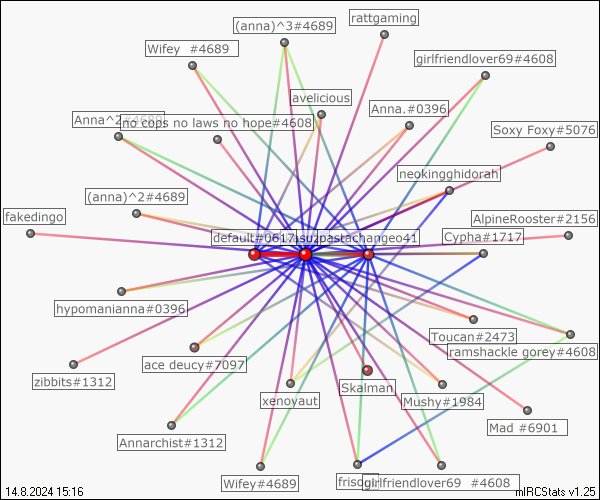 rattgaming
(anna)^3#4689
Wifey  #4689
girlfriendlover69#4608
avelicious
Anna.#0396
Anna^2#4689
no cops no laws no hope#4608
Soxy Foxy#5076
neokingghidorah
(anna)^2#4689
fakedingo
AlpineRooster#2156
default#0617
pastachangeo41
Cypha#1717
hypomanianna#0396
Toucan#2473
ramshackle gorey#4608
ace deucy#7097
zibbits#1312
Skalman
xenoyaut
Mushy#1984
Mad #6901
Annarchist#1312
Wifey#4689
girlfriendlover69  #4608
14.8.2024 15:16
mIRCStats v1.25